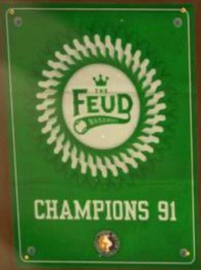 THE
FEUD
BASEBALL
CHAMPIONS 91